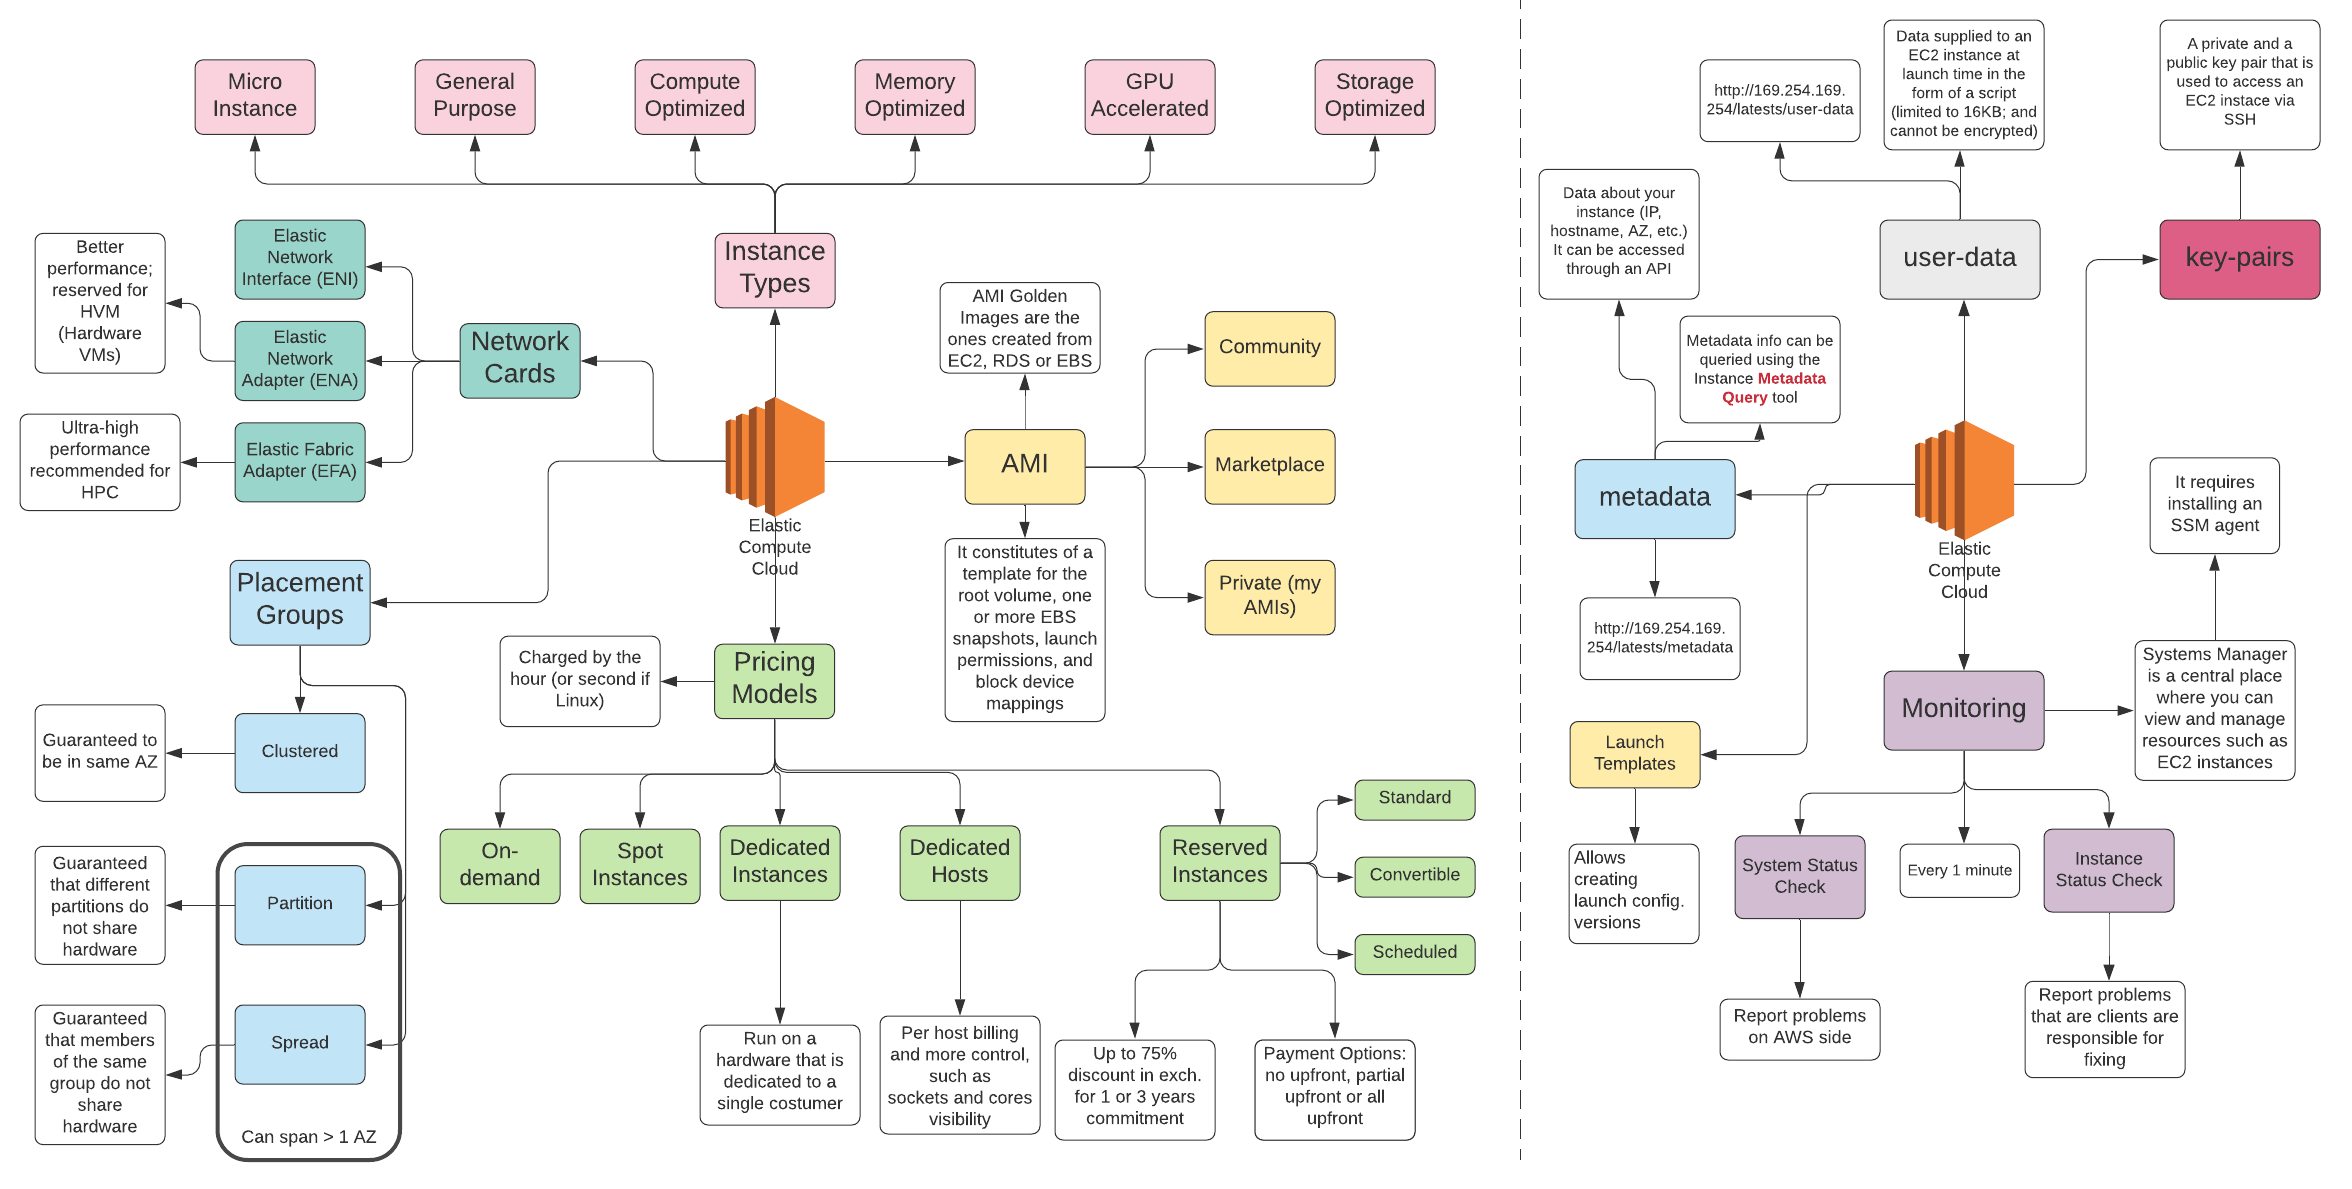 Micro
Instance
General
Purpose
Compute
Optimized
Memory
Optimized
GPU
Accelerated
Storage
Optimized
Instance
Types
Better
performance;
reserved for
HVM
(Hardware
VMs)
Elastic
Network
Interface (ENI)
Elastic
Network
Adapter (ENA)
Elastic Fabric
Adapter (EFA)
Ultra-high
performance
recommended for
HPC
Network
Cards
AMI Golden
Images are the
ones created from
EC2, RDS or EBS
AMI
Community
Marketplace
Private (my
AMIs)
It constitutes of a
template for the
root volume, one
or more EBS
snapshots, launch
permissions, and
block device
mappings
Elastic
Compute
Cloud
Placement
Groups
Clustered
Guaranteed to
be in same AZ
Partition
Guaranteed
that different
partitions do
not share
hardware
Spread
Guaranteed
that members
of the same
group do not
share
hardware
Can span > 1 AZ
Charged by the
hour (or second if
Linux)
Pricing
Models
On-
demand
Spot
Instances
Dedicated
Instances
Dedicated
Hosts
Reserved
Instances
Standard
Convertible
Scheduled
Run on a
hardware that is
dedicated to a
single costumer
Per host billing
and more control,
such as
sockets and cores
visibility
Up to 75%
discount in exch.
for 1 or 3 years
commitment
Payment Options:
no upfront, partial
upfront or all
upfront
http://169.254.169.
254/latests/user-data
Data supplied to an
EC2 instance at
launch time in the
form of a script
(limited to 16KB; and
cannot be encrypted)
A private and a
public key pair that is
used to access an
EC2 instace via
SSH
Data about your
instance (IP,
hostname, AZ, etc.)
It can be accessed
through an API
user-data
key-pairs
Metadata info can be
queried using the
Instance Metadata
Query tool
metadata
http://169.254.169.
254/latests/metadata
Elastic
Compute
Cloud
It requires
installing an
SSM agent
Systems Manager
is a central place
where you can
view and manage
resources such as
EC2 instances
Monitoring
Launch
Templates
Allows
creating
launch config.
versions
System Status
Check
Every 1 minute
Instance
Status Check
Report problems
on AWS side
Report problems
that are clients are
responsible for
fixing